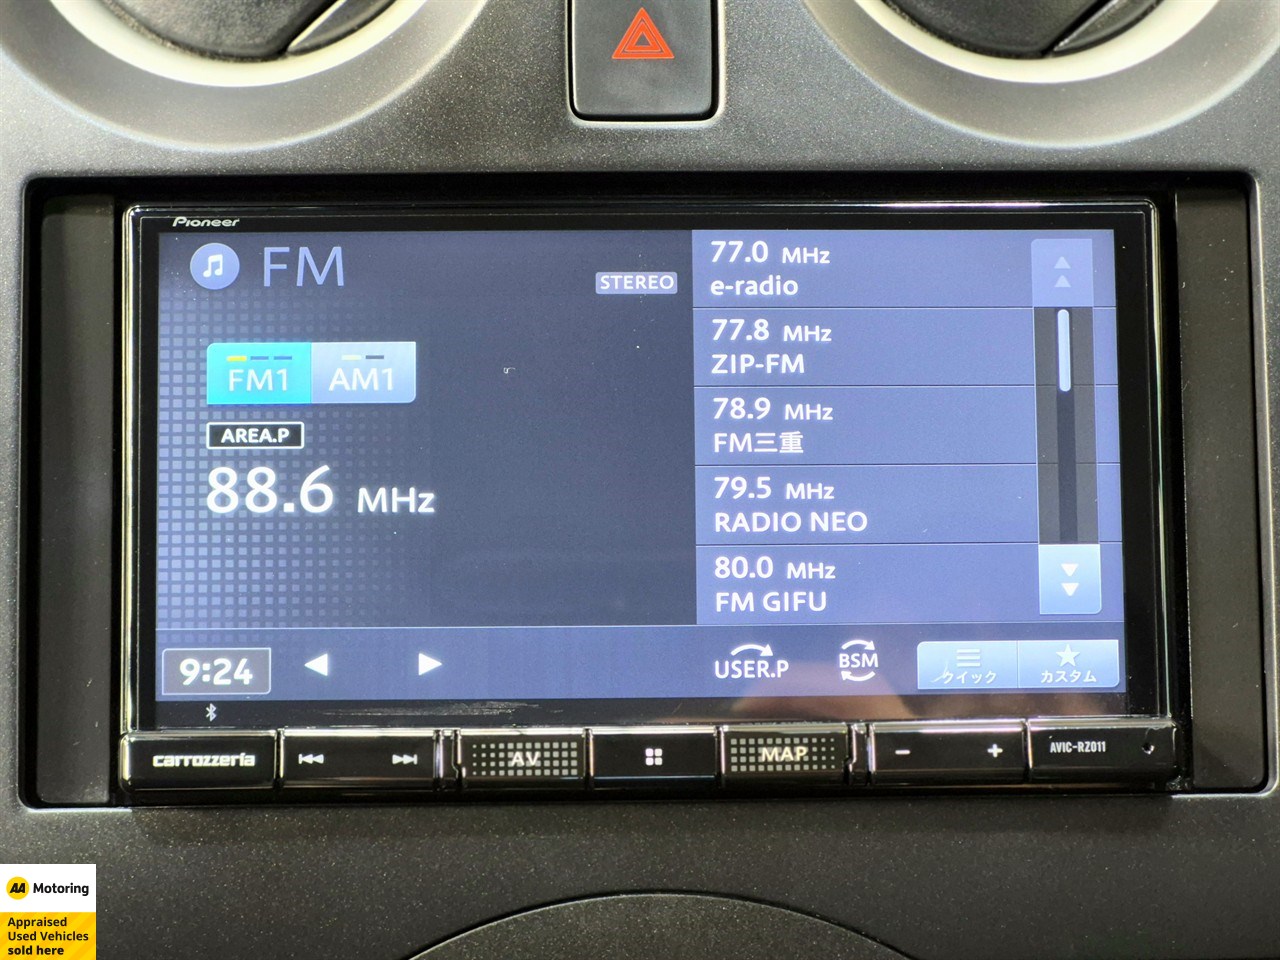 Pioneer
FM
STEREO
FM1
AM1
AREA.P
88.6 MHz
77.0 MHz
e-radio
77.8 MHz
ZIP-FM
78.9 MHz
FM三重
79.5 MHz
RADIO NEO
80.0 MHz
FM GIFU
9:24
USER.P
BSM
クイック
カスタム
carrozzeria
AV
MAP
AVIC-RZ011
AA Motoring
Appraised
Used Vehicles
sold here